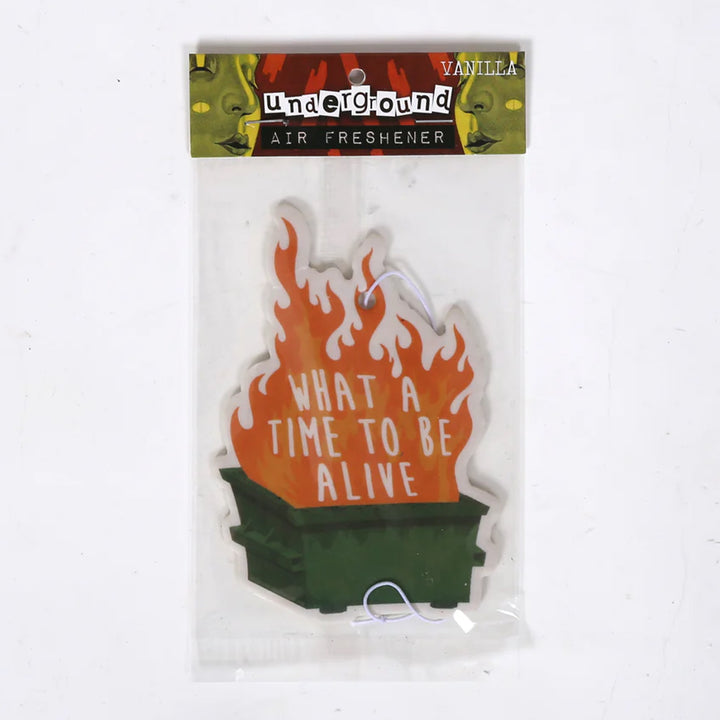 VANILLA
underground
AIR FRESHENER
WHAT A
TIME TO BE
ALIVE